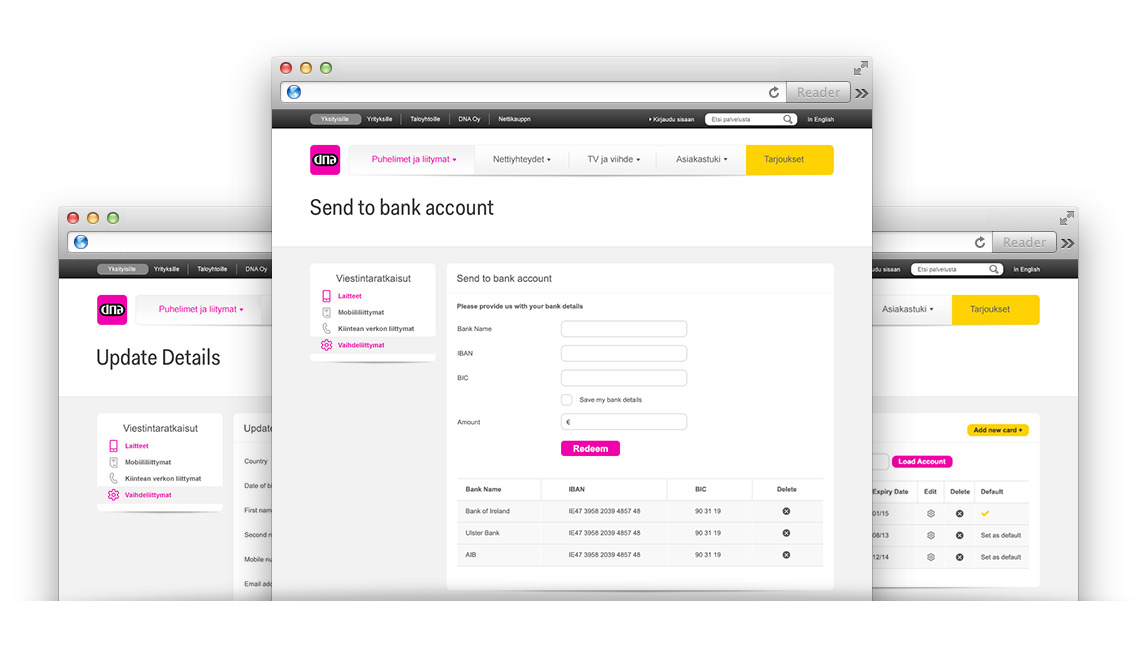 Reader
Yksityisille Yrityksille Taloyhtoille DNA Oy Nettikauppn Kirjaudu sisaan Etsi palvelusta In English
dna Puhelimet ja liitymat Nettiyhteydet TV ja viihde Asiakastuki Tarjoukset
Send to bank account
Viestintaratkaisut
Laitteet
Mobiililiittymat
Kiintean verkon liittymat
Vaihdeliittymat
Send to bank account
Please provide us with your bank details
Bank Name
IBAN
BIC
Save my bank details
Amount €
Redeem
Bank Name IBAN BIC Delete
Bank of Ireland IE47 3958 2039 4857 48 90 31 19
Ulster Bank IE47 3958 2039 4857 48 90 31 19
AIB IE47 3958 2039 4857 48 90 31 19
Yksityisille Yrityksille Taloyhtoille DNA Oy
dna Puhelimet ja liitymat
Update Details
Viestintaratkaisut
Laitteet
Mobiililiittymat
Kiintean verkon liittymat
Vaihdeliittymat
Update
Country
Date of bi
First nam
Second n
Mobile nu
Email add
Reader
udu sisaan Etsi palvelusta In English
Asiakastuki Tarjoukset
Add new card +
Load Account
Expiry Date Edit Delete Default
01/15
08/13 Set as default
12/14 Set as default